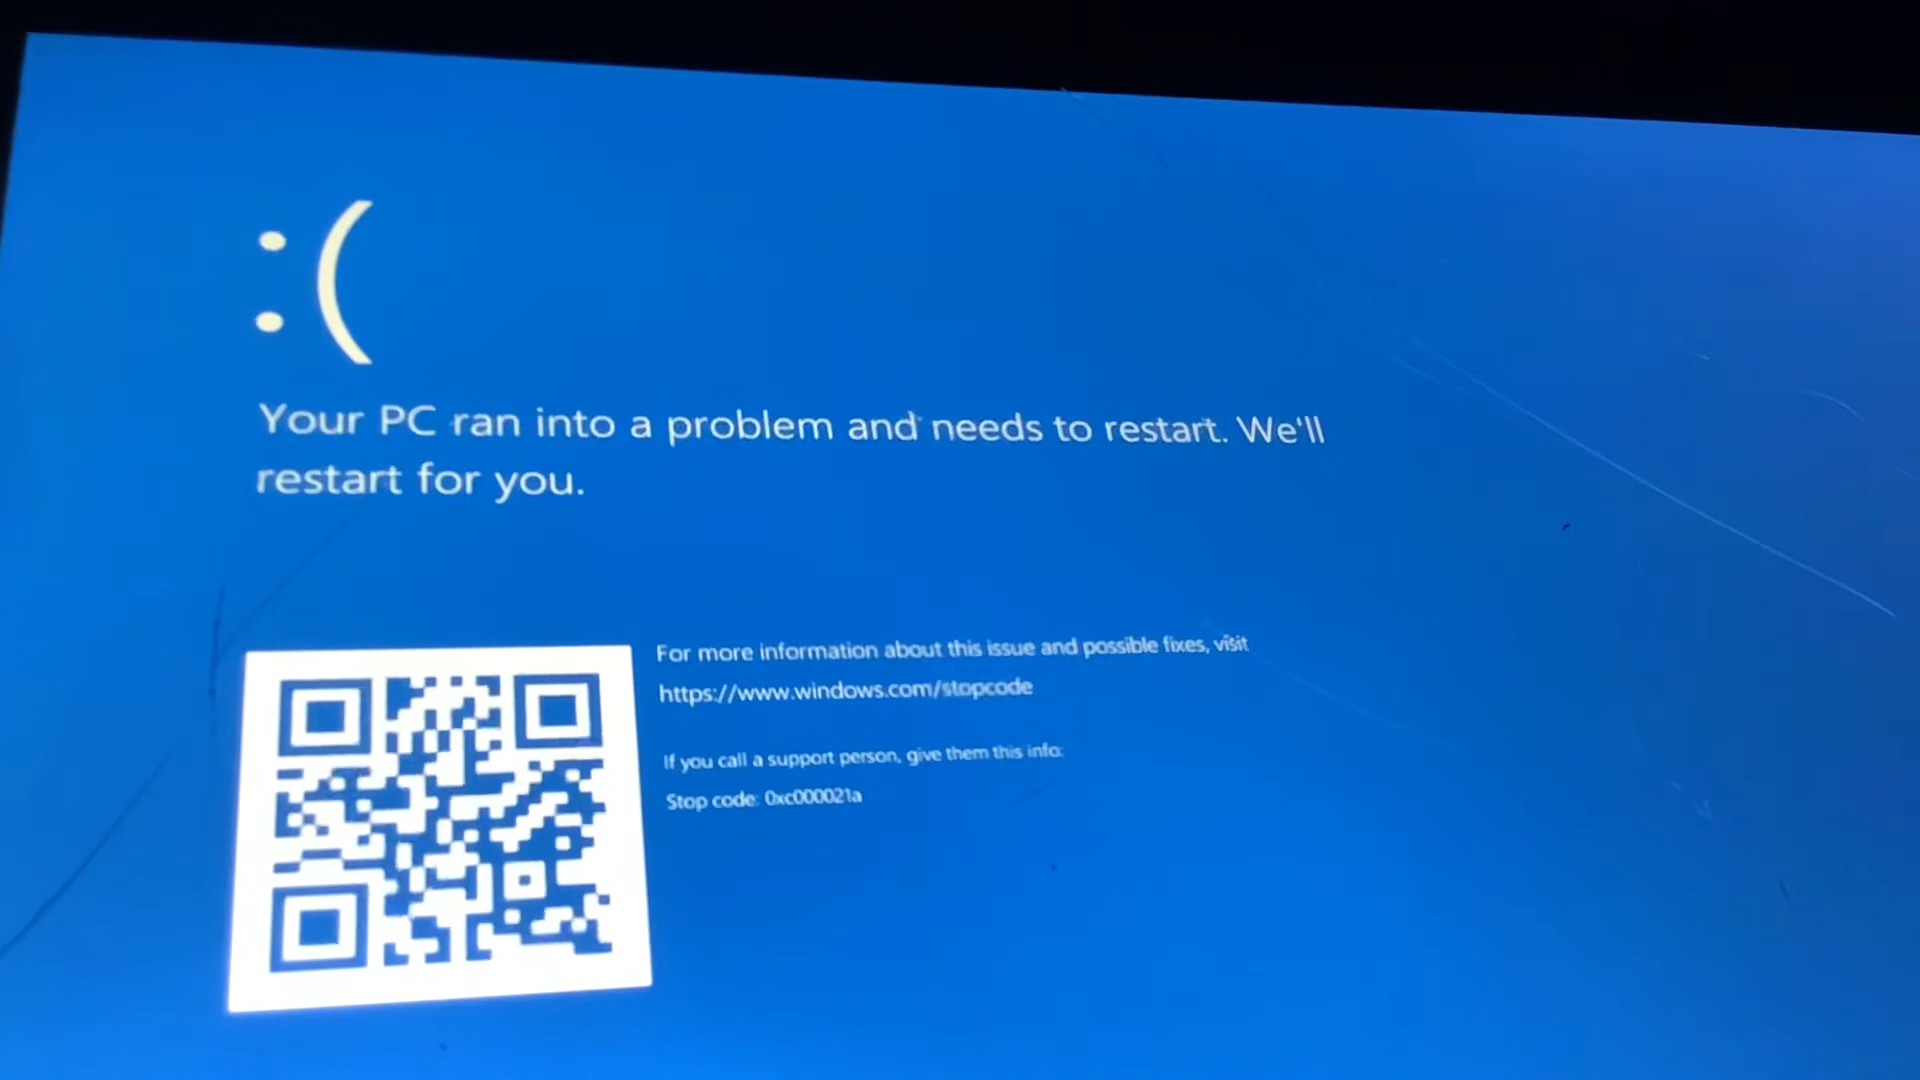 :(
Your PC ran into a problem and needs to restart. We'll
restart for you.
For more information about this issue and possible fixes, visit
https://www.windows.com/stopcode
If you call a support person, give them this info:
Stop code: 0xc000021a